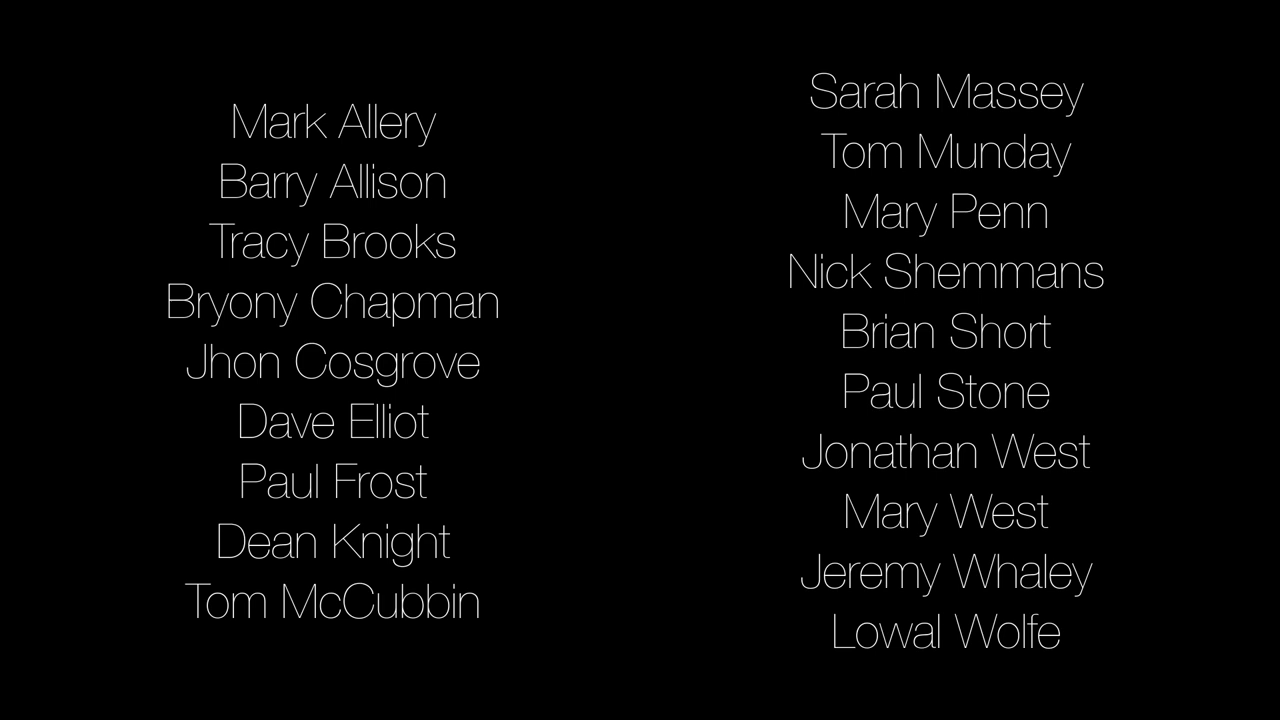 Mark Allery
Barry Allison
Tracy Brooks
Bryony Chapman
Jhon Cosgrove
Dave Elliot
Paul Frost
Dean Knight
Tom McCubbin
Sarah Massey
Tom Munday
Mary Penn
Nick Shemmans
Brian Short
Paul Stone
Jonathan West
Mary West
Jeremy Whaley
Lowal Wolfe